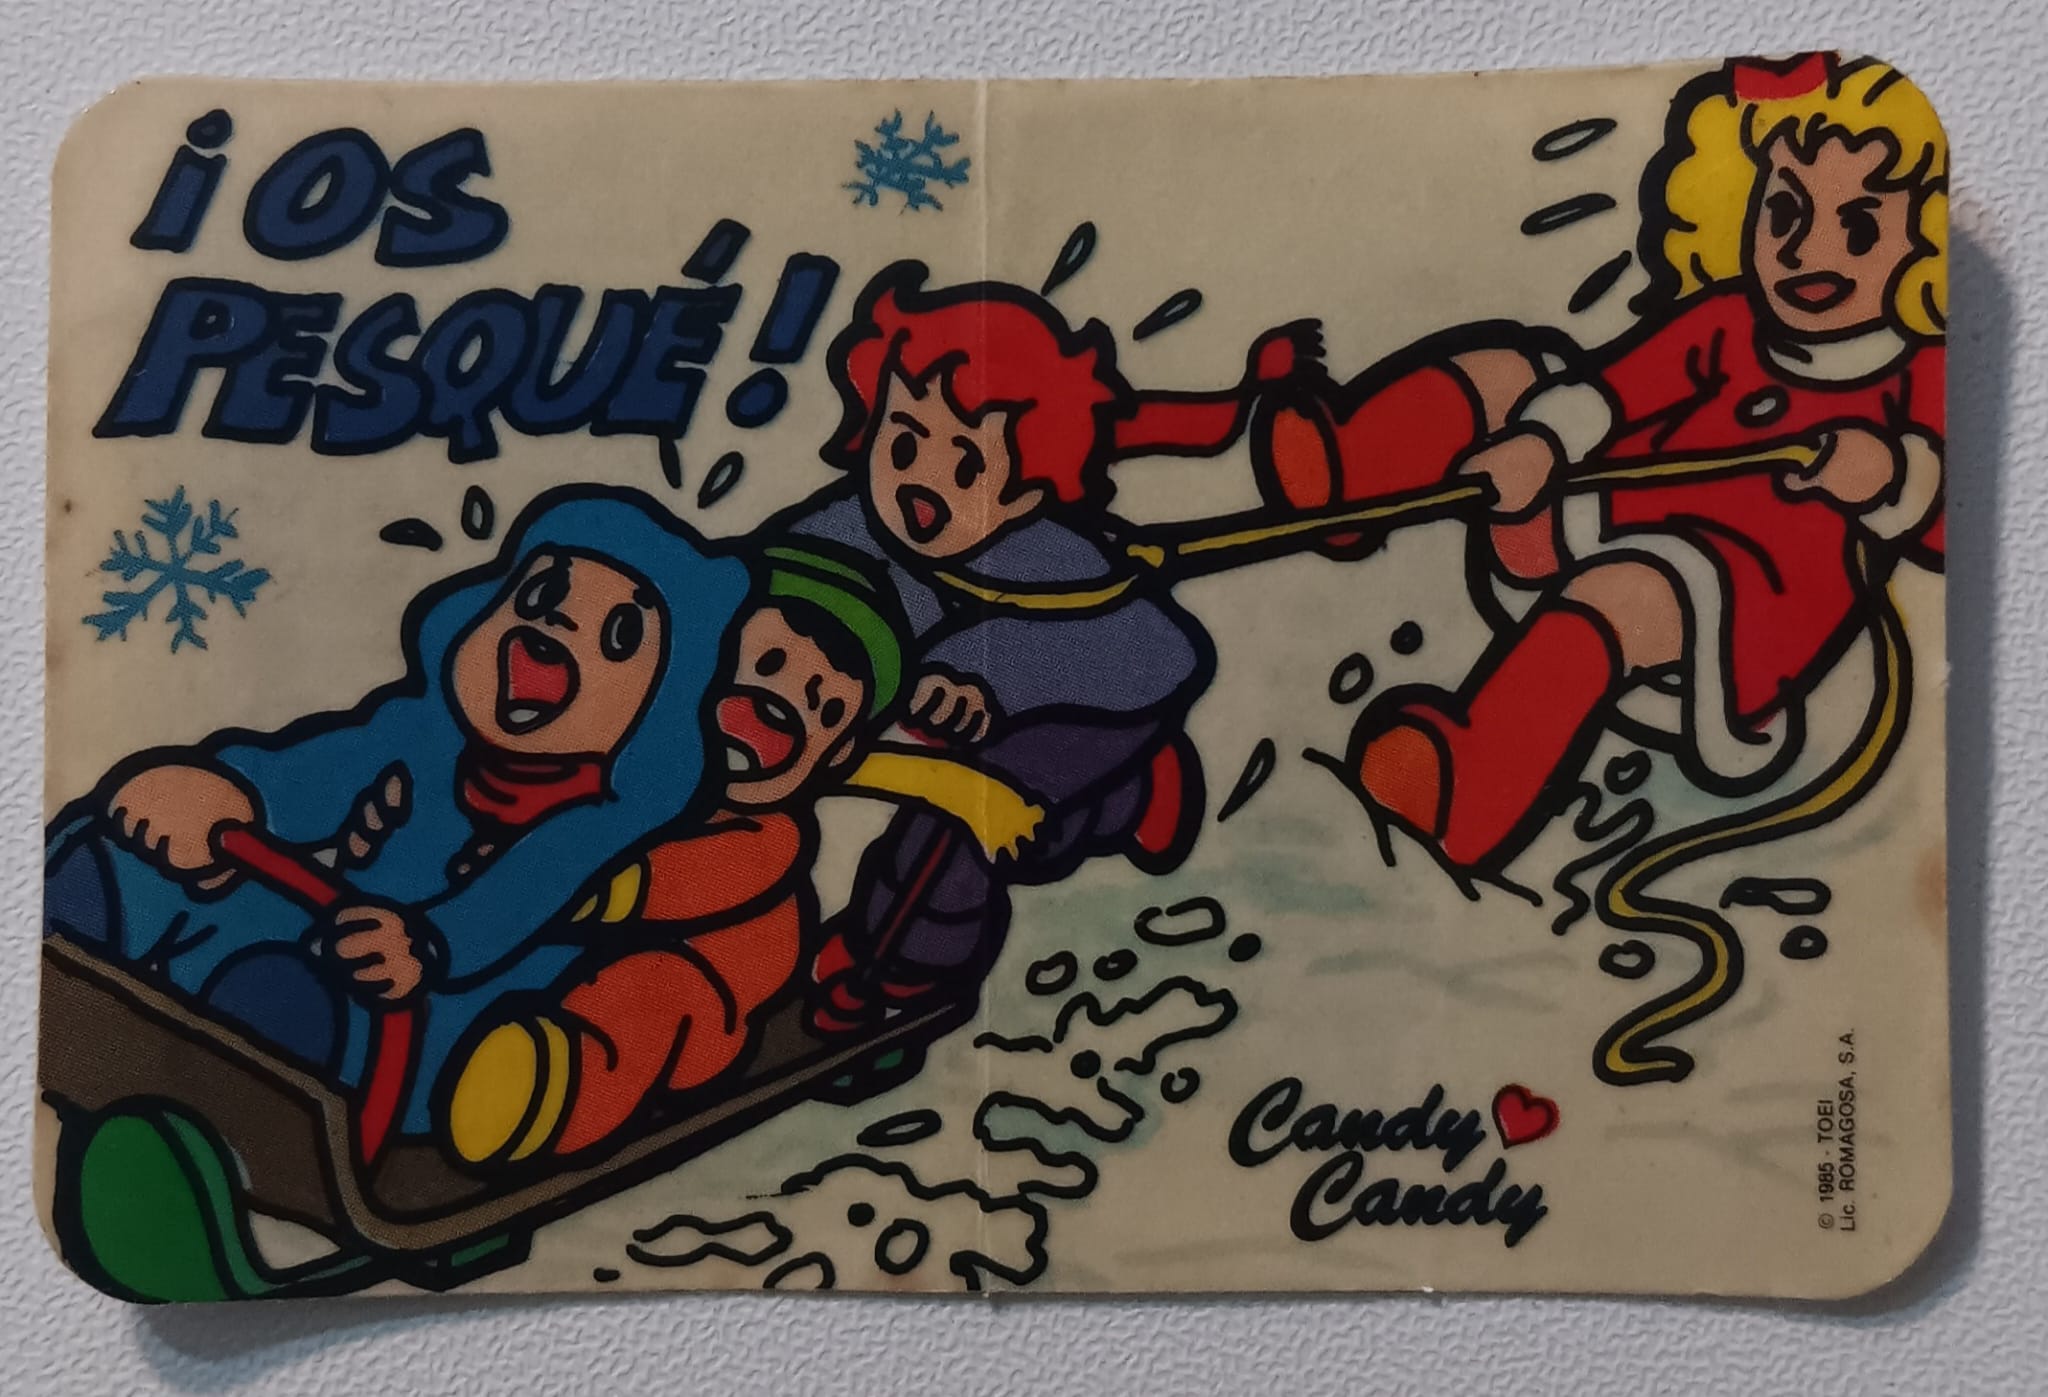 ¡OS
PESQUÉ!
Candy
Candy
© 1985 - TOEI
Lic. ROMAGOSA, S.A.